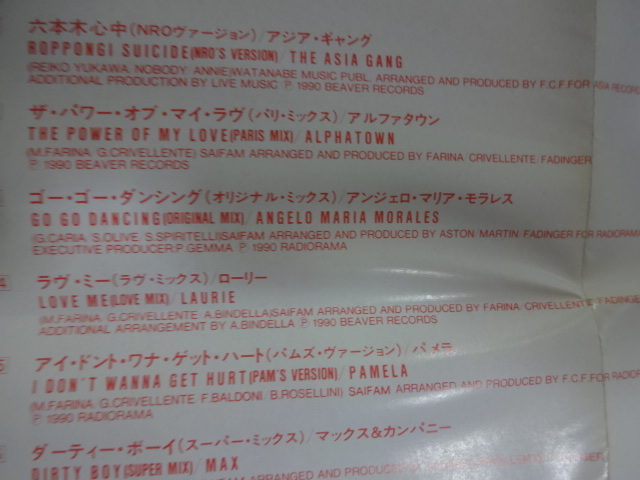 六本木心中(NROヴァージョン)/アジア・ギャング
ROPPONGI SUICIDE(NRO'S VERSION)/THE ASIA GANG
(REIKO YUKAWA/NOBODY/ANNIE)WATANABE MUSIC PUBL. ARRANGED AND PRODUCED BY F.C.F. FOR ASIA RECORDS
ADDITIONAL PRODUCTION BY LIVE MUSIC Ⓟ 1990 BEAVER RECORDS
ザ・パワー・オブ・マイ・ラヴ(パリ・ミックス)/アルファタウン
THE POWER OF MY LOVE(PARIS MIX)/ALPHATOWN
(M.FARINA/G.CRIVELLENTE) SAIFAM ARRANGED AND PRODUCED BY FARINA/CRIVELLENTE/FADINGER
Ⓟ 1990 BEAVER RECORDS
ゴー・ゴー・ダンシング(オリジナル・ミックス)/アンジェロ・マリア・モラレス
GO GO DANCING(ORIGINAL MIX)/ANGELO MARIA MORALES
(G.CARIA/S.OLIVE/S.SPIRITELLI)SAIFAM ARRANGED AND PRODUCED BY ASTON MARTIN FADINGER FOR RADIORAMA
EXECUTIVE PRODUCER:P.GEMMA Ⓟ 1990 RADIORAMA
4 ラヴ・ミー(ラヴ・ミックス)/ローリー
LOVE ME(LOVE MIX)/LAURIE
(M.FARINA/G.CRIVELLENTE/A.BINDELLA)SAIFAM ARRANGED AND PRODUCED BY FARINA/CRIVELLENTE/FADINGER
ADDITIONAL ARRANGEMENT BY A.BINDELLA Ⓟ 1990 BEAVER RECORDS
5 アイ・ドント・ワナ・ゲット・ハート(パムズ・ヴァージョン)/パメラ
I DON'T WANNA GET HURT(PAM'S VERSION)/PAMELA
(M.FARINA/G.CRIVELLENTE/F.BALDONI/B.ROSELLINI) SAIFAM ARRANGED AND PRODUCED BY F.C.F. FOR RADIORAMA
Ⓟ 1990 RADIORAMA
ダーティー・ボーイ(スーパー・ミックス)/マックス&カンパニー
DIRTY BOY(SUPER MIX)/MAX